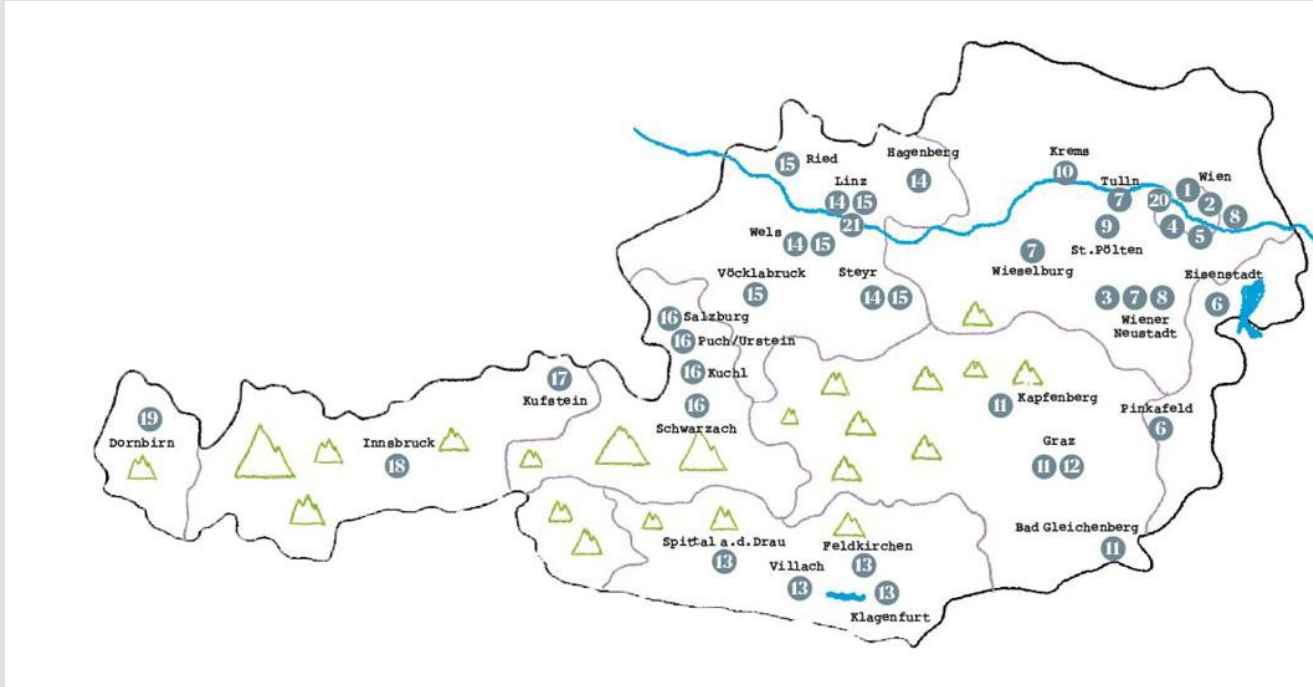 Krems
10
Hagenberg
14
Ried
15
Linz
14 15
21
Tulln
7
Wien
1
2
20
8
4
5
9
St.Pölten
Wels
14 15
7
Wieselburg
Vöcklabruck
15
Steyr
14 15
3 7 8
Wiener
Neustadt
Eisenstadt
6
16 Salzburg
16 Puch/Urstein
16 Kuchl
16
Schwarzach
17
Kufstein
11
Kapfenberg
Pinkafeld
6
19
Dornbirn
Innsbruck
18
Graz
11 12
Bad Gleichenberg
11
Spittal a.d.Drau
13
Feldkirchen
13
Villach
13
13
Klagenfurt